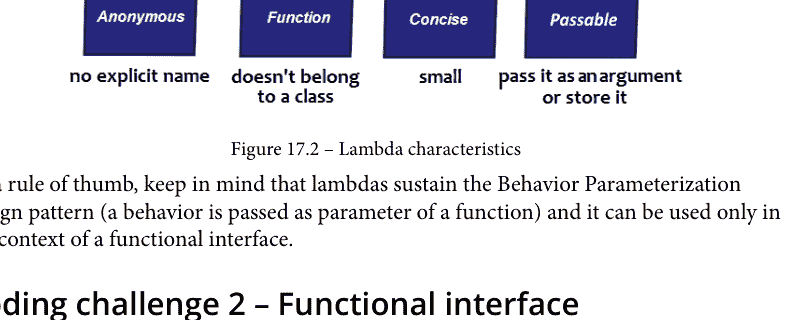 Anonymous Function Concise Passable
no explicit name doesn't belong to a class small pass it as an argument or store it
Figure 17.2 – Lambda characteristics
rule of thumb, keep in mind that lambdas sustain the Behavior Parameterization
gn pattern (a behavior is passed as parameter of a function) and it can be used only in
context of a functional interface.
ding challenge 2 – Functional interface